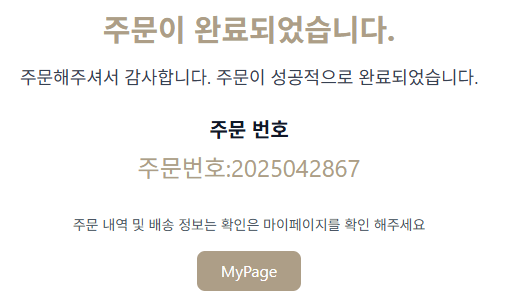 주문이 완료되었습니다.
주문해주셔서 감사합니다. 주문이 성공적으로 완료되었습니다.
주문 번호
주문번호:2025042867
주문 내역 및 배송 정보는 확인은 마이페이지를 확인 해주세요
MyPage